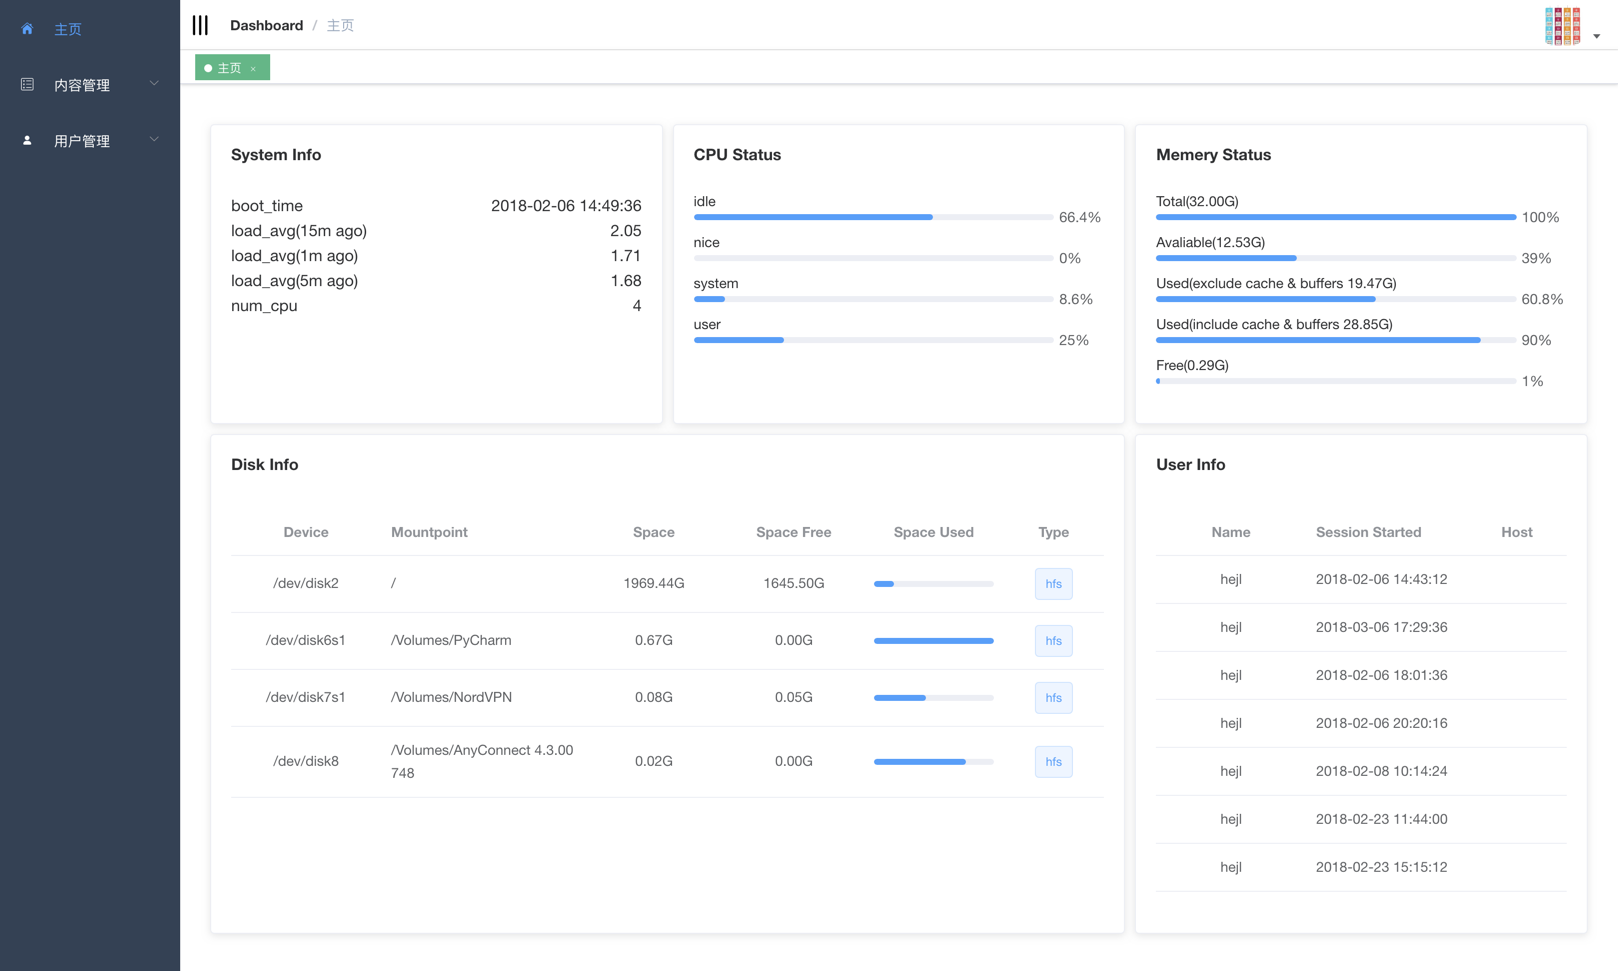 主页
内容管理
用户管理
Dashboard / 主页
主页 ×
System Info
boot_time 2018-02-06 14:49:36
load_avg(15m ago) 2.05
load_avg(1m ago) 1.71
load_avg(5m ago) 1.68
num_cpu 4
CPU Status
idle
66.4%
nice
0%
system
8.6%
user
25%
Memery Status
Total(32.00G)
100%
Avaliable(12.53G)
39%
Used(exclude cache & buffers 19.47G)
60.8%
Used(include cache & buffers 28.85G)
90%
Free(0.29G)
1%
Disk Info
Device Mountpoint Space Space Free Space Used Type
/dev/disk2 / 1969.44G 1645.50G hfs
/dev/disk6s1 /Volumes/PyCharm 0.67G 0.00G hfs
/dev/disk7s1 /Volumes/NordVPN 0.08G 0.05G hfs
/dev/disk8 /Volumes/AnyConnect 4.3.00
748 0.02G 0.00G hfs
User Info
Name Session Started Host
hejl 2018-02-06 14:43:12
hejl 2018-03-06 17:29:36
hejl 2018-02-06 18:01:36
hejl 2018-02-06 20:20:16
hejl 2018-02-08 10:14:24
hejl 2018-02-23 11:44:00
hejl 2018-02-23 15:15:12